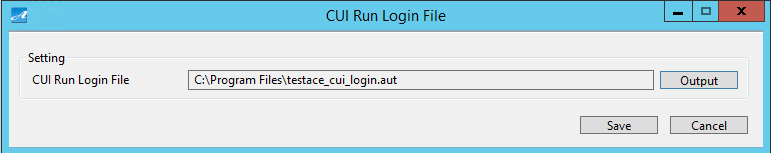 CUI Run Login File
Setting
CUI Run Login File C:\Program Files\testace_cui_login.aut Output
Save Cancel